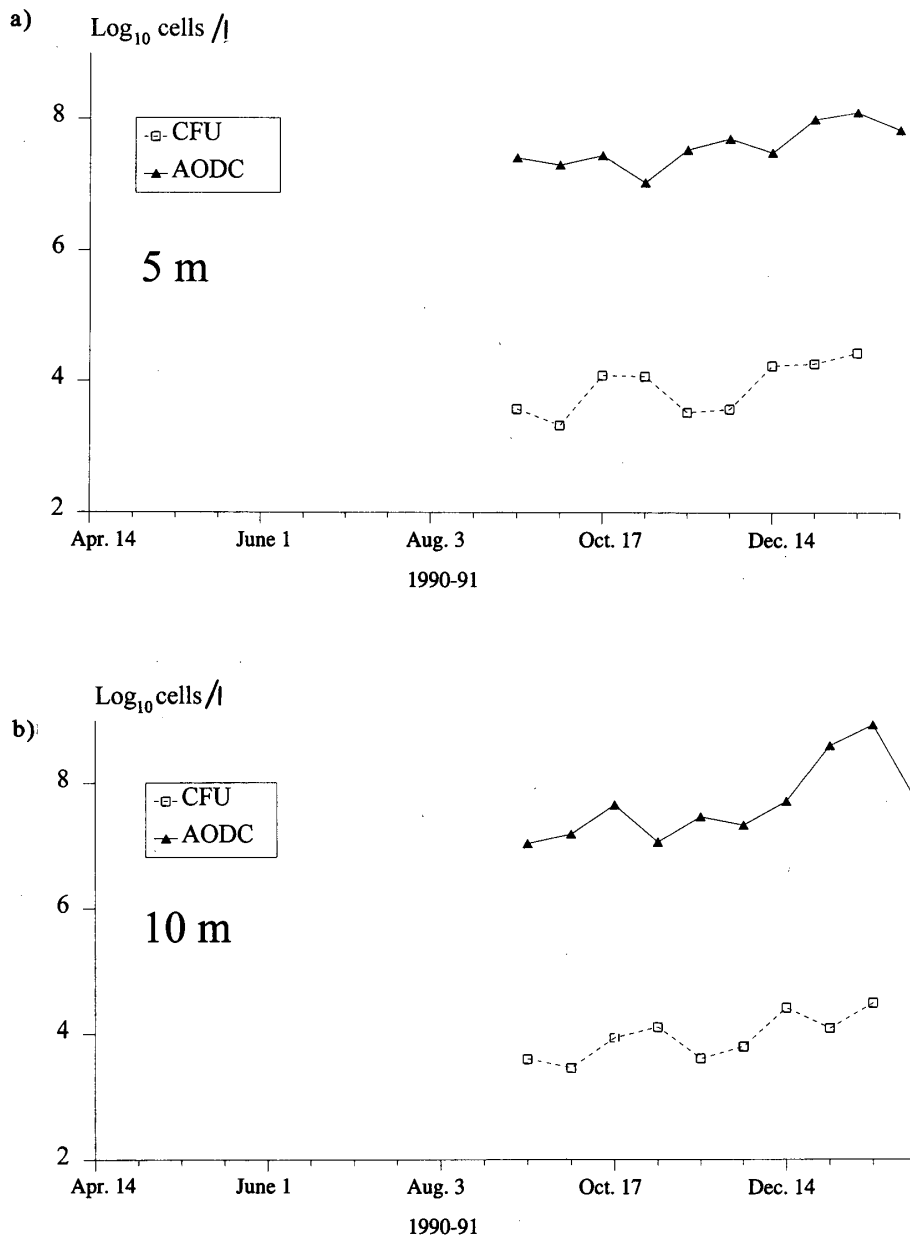 a)
Log10 cells /l
8
6
4
2
CFU
AODC
5 m
Apr. 14 June 1 Aug. 3 Oct. 17 Dec. 14
1990-91
b)
Log10 cells /l
8
6
4
2
CFU
AODC
10 m
Apr. 14 June 1 Aug. 3 Oct. 17 Dec. 14
1990-91